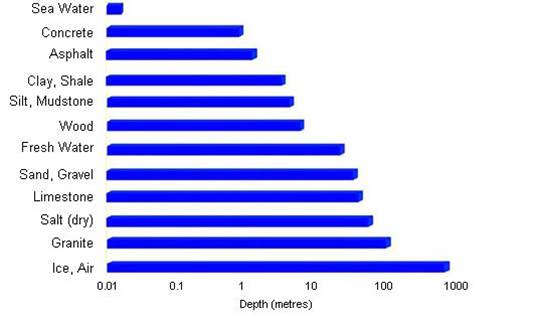 Sea Water
Concrete
Asphalt
Clay, Shale
Silt, Mudstone
Wood
Fresh Water
Sand, Gravel
Limestone
Salt (dry)
Granite
Ice, Air
0.01 0.1 1 10 100 1000
Depth (metres)